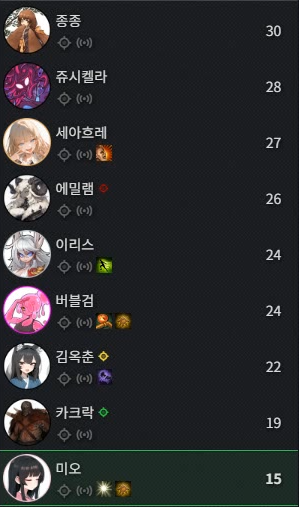 종종 30
쥬시켈라 28
세아흐레 27
에밀램 26
이리스 24
버블검 24
김옥춘 22
카크락 19
미오 15